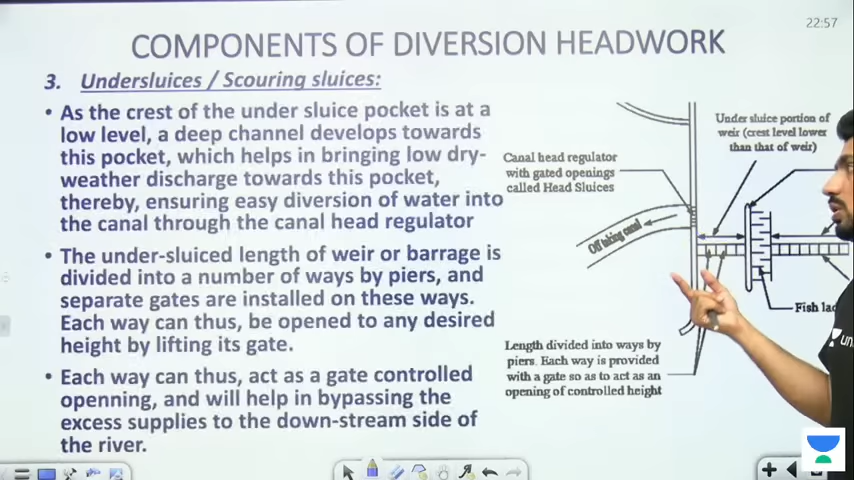 22:57
COMPONENTS OF DIVERSION HEADWORK
3. Undersluices / Scouring sluices:
• As the crest of the under sluice pocket is at a
low level, a deep channel develops towards
this pocket, which helps in bringing low dry-
weather discharge towards this pocket,
thereby, ensuring easy diversion of water into
the canal through the canal head regulator
• The under-sluiced length of weir or barrage is
divided into a number of ways by piers, and
separate gates are installed on these ways.
Each way can thus, be opened to any desired
height by lifting its gate.
• Each way can thus, act as a gate controlled
openning, and will help in bypassing the
excess supplies to the down-stream side of
the river.
Under sluice portion of
weir (crest level lower
than that of weir)
Canal head regulator
with gated openings
called Head Sluices
Off taking canal
Fish lad
Length divided into ways by
piers. Each way is provided
with a gate so as to act as an
opening of controlled height
un